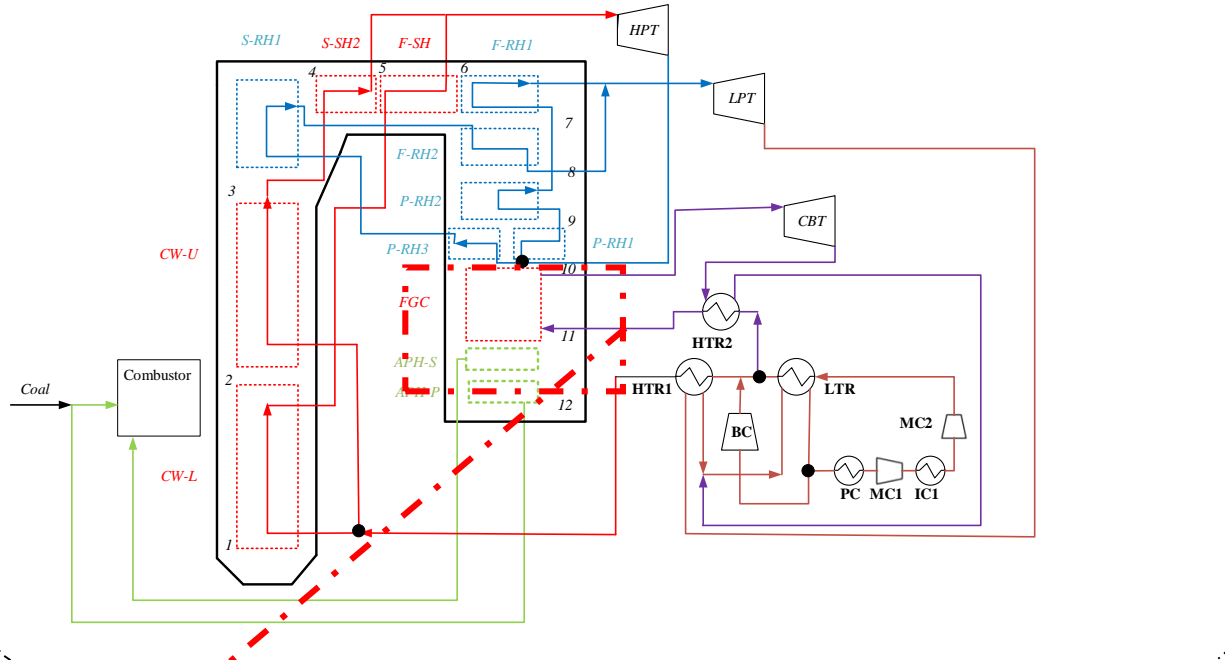 HPT
S-RH1
S-SH2
F-SH
F-RH1
4
5
6
LPT
7
F-RH2
8
3
P-RH2
9
CBT
CW-U
P-RH3
P-RH1
10
FGC
11
HTR2
APH-S
Combustor
Coal
2
APH-P
HTR1
LTR
12
BC
MC2
CW-L
PC
MC1
IC1
1